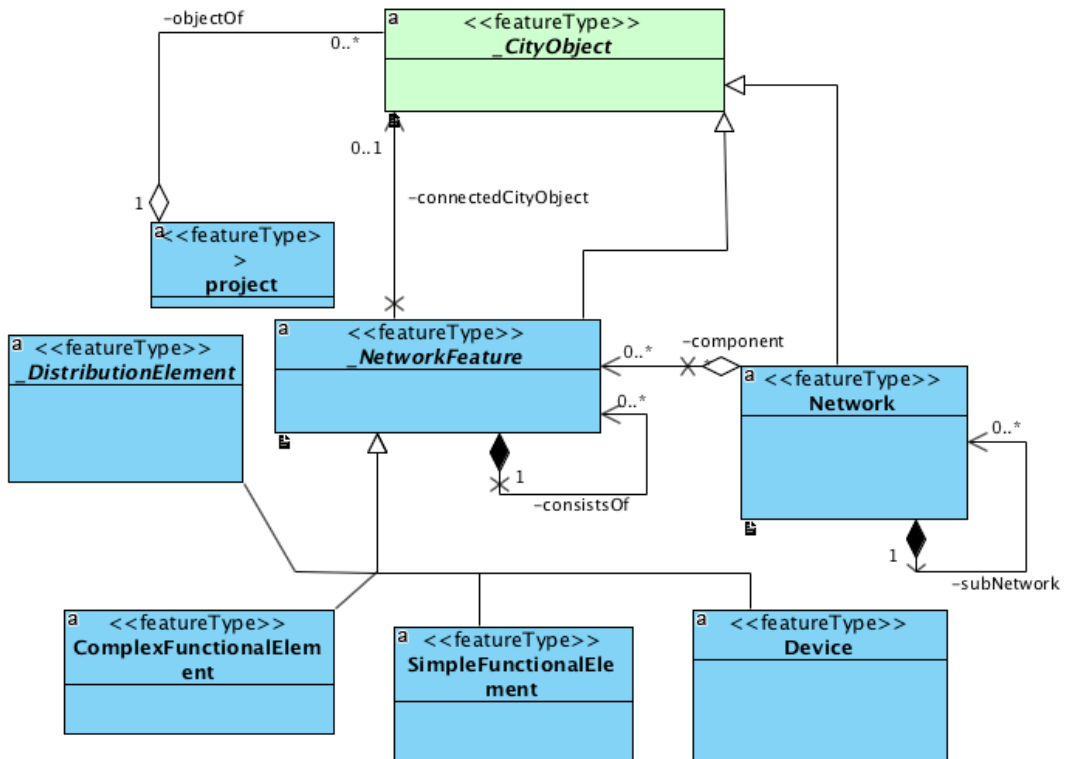 -objectOf
0..*
a
<<featureType>>
_CityObject
0..1
-connectedCityObject
1
a
<<featureType>
>
project
a
<<featureType>>
_DistributionElement
a
<<featureType>>
_NetworkFeature
-component
0..*
a
<<featureType>>
Network
0..*
1
-consistsOf
0..*
1
-subNetwork
a
<<featureType>>
ComplexFunctionalElem
ent
a
<<featureType>>
SimpleFunctionalEle
ment
a
<<featureType>>
Device